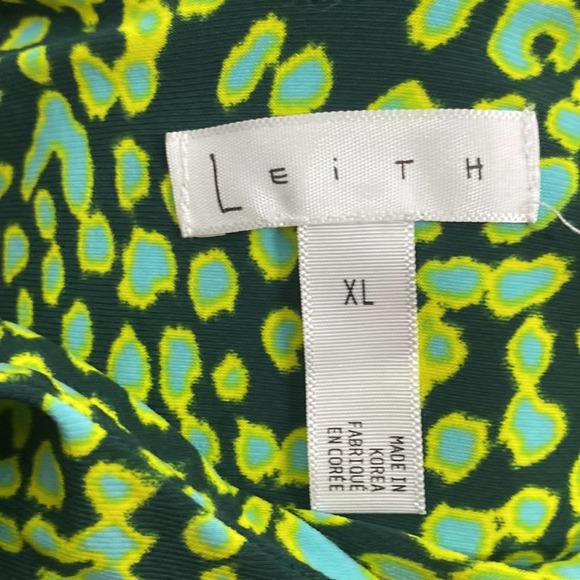 LEiTH
XL
MADE IN
KOREA
FABRIQUÉ
EN CORÉE